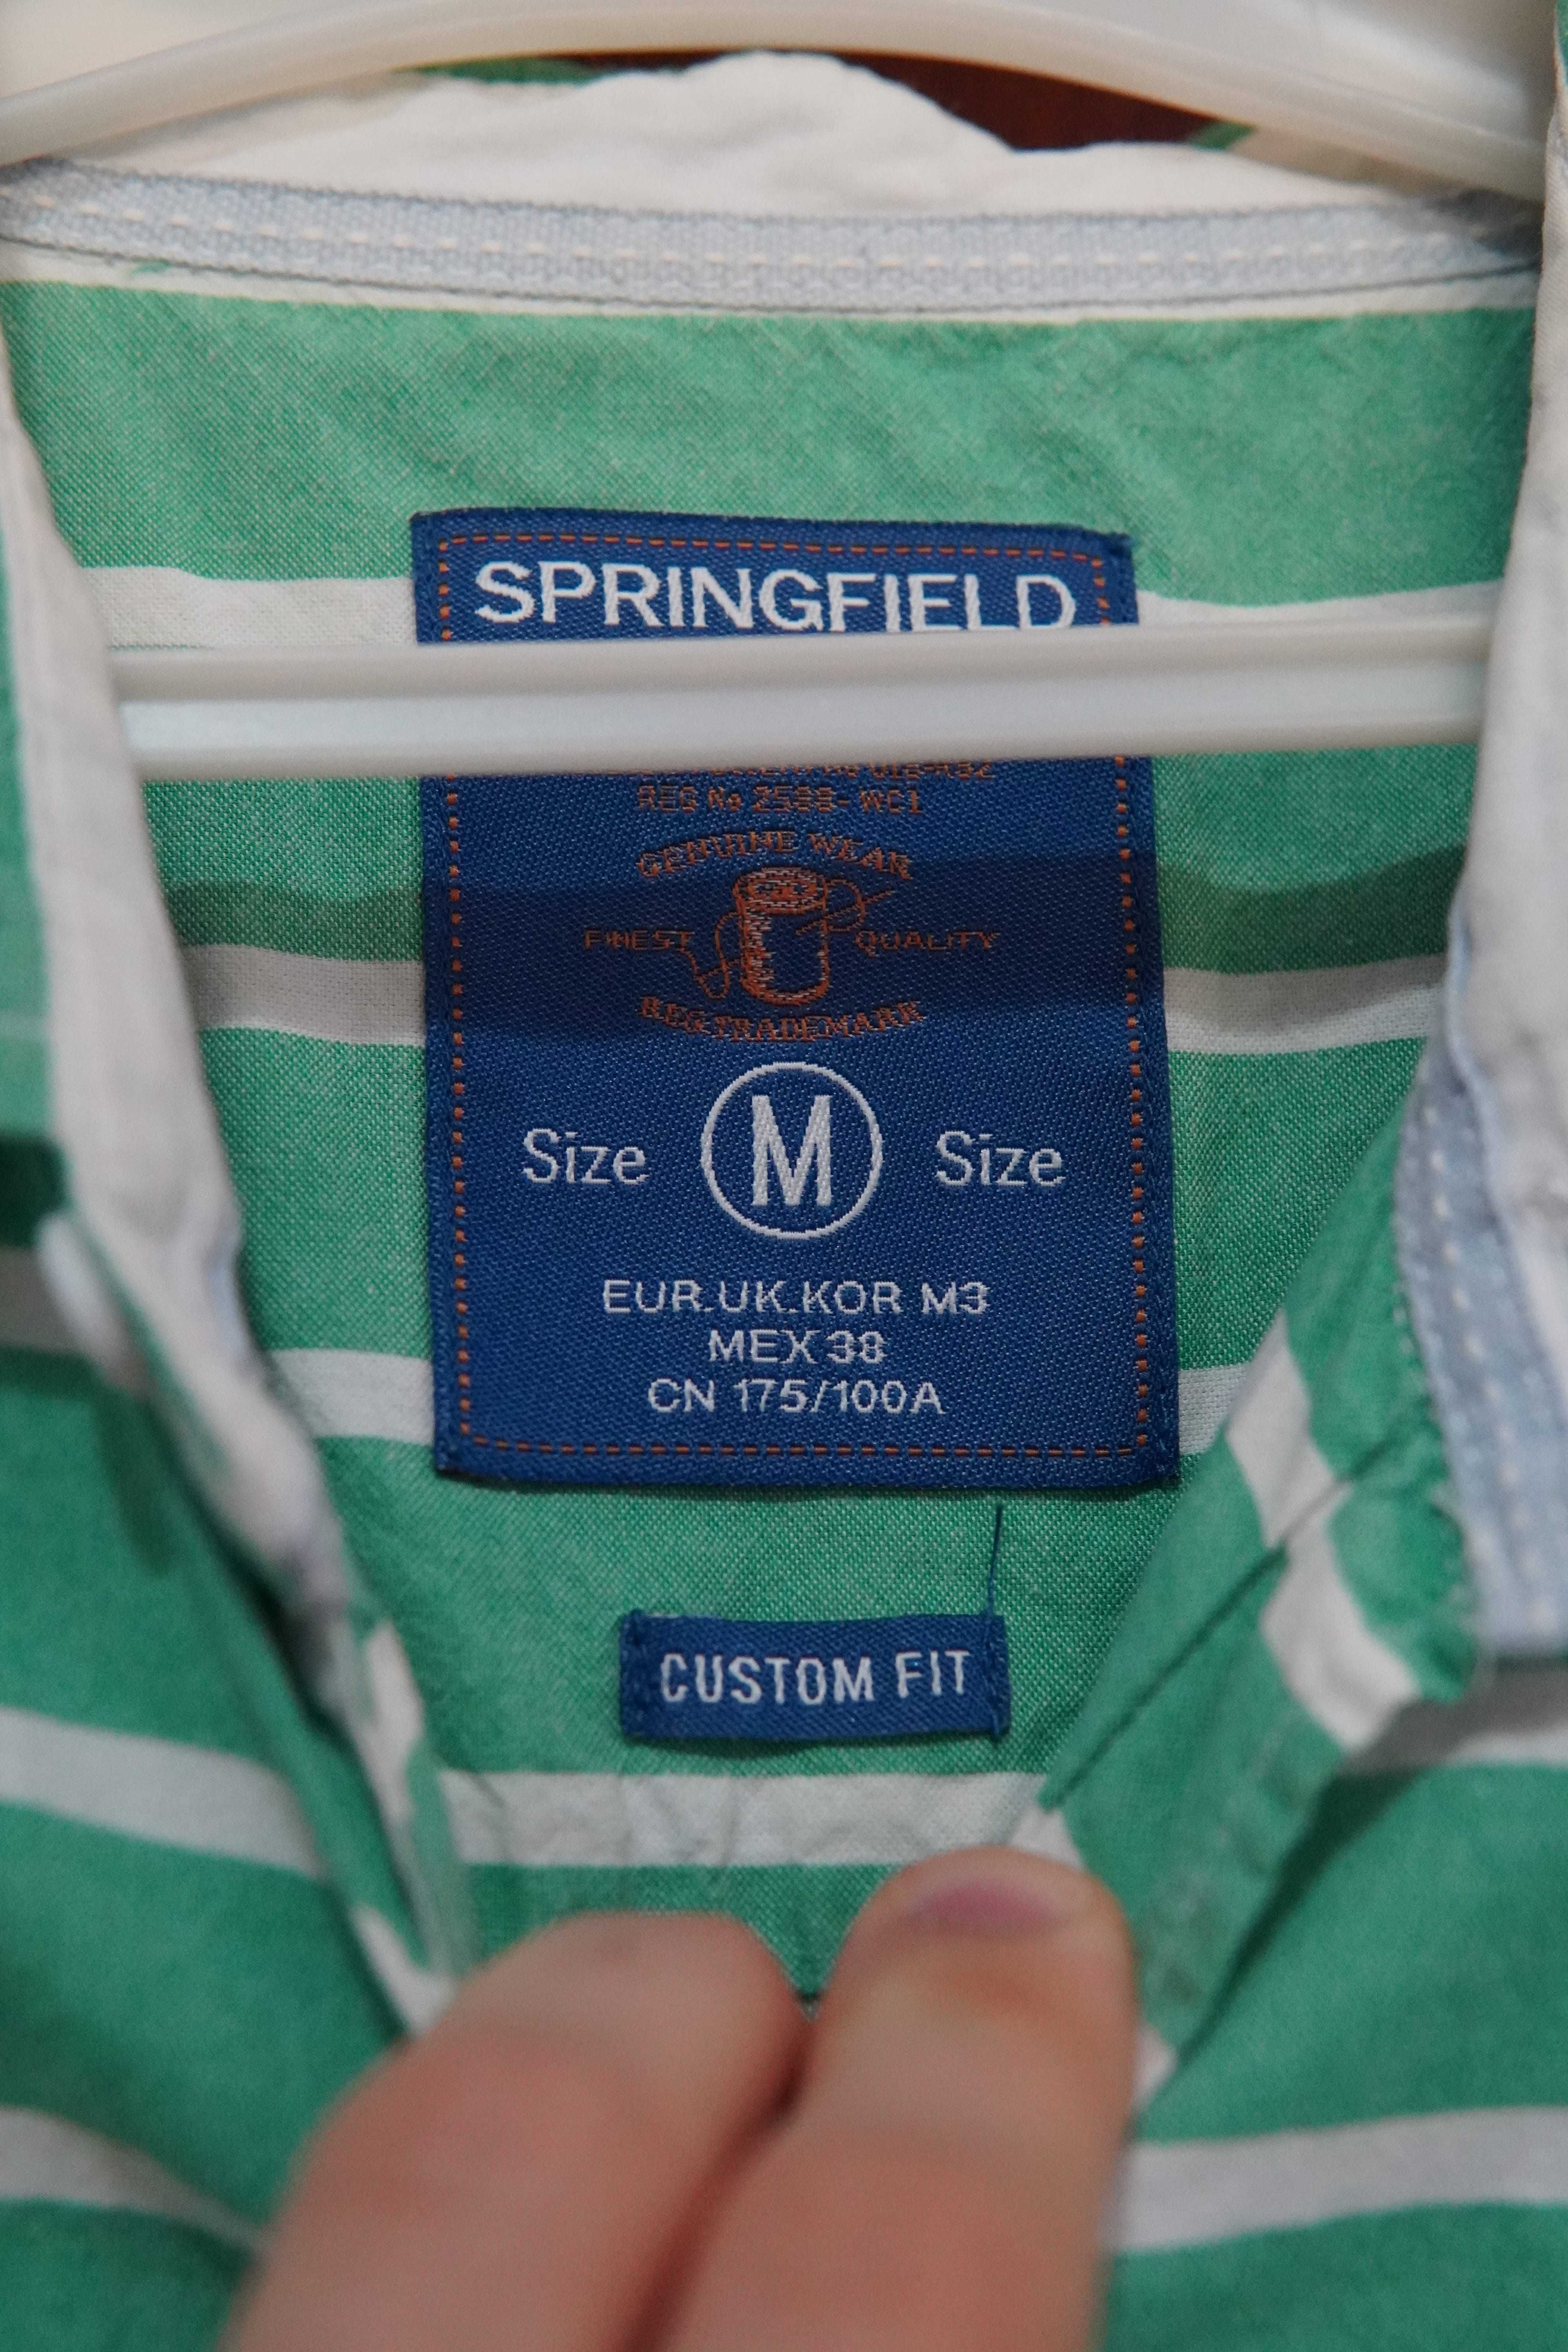 SPRINGFIELD
REG No 2588-WC1
GENUINE WEAR
FINEST QUALITY
REG.TRADEMARK
Size M Size
EUR.UK.KOR M3
MEX 38
CN 175/100A
CUSTOM FIT